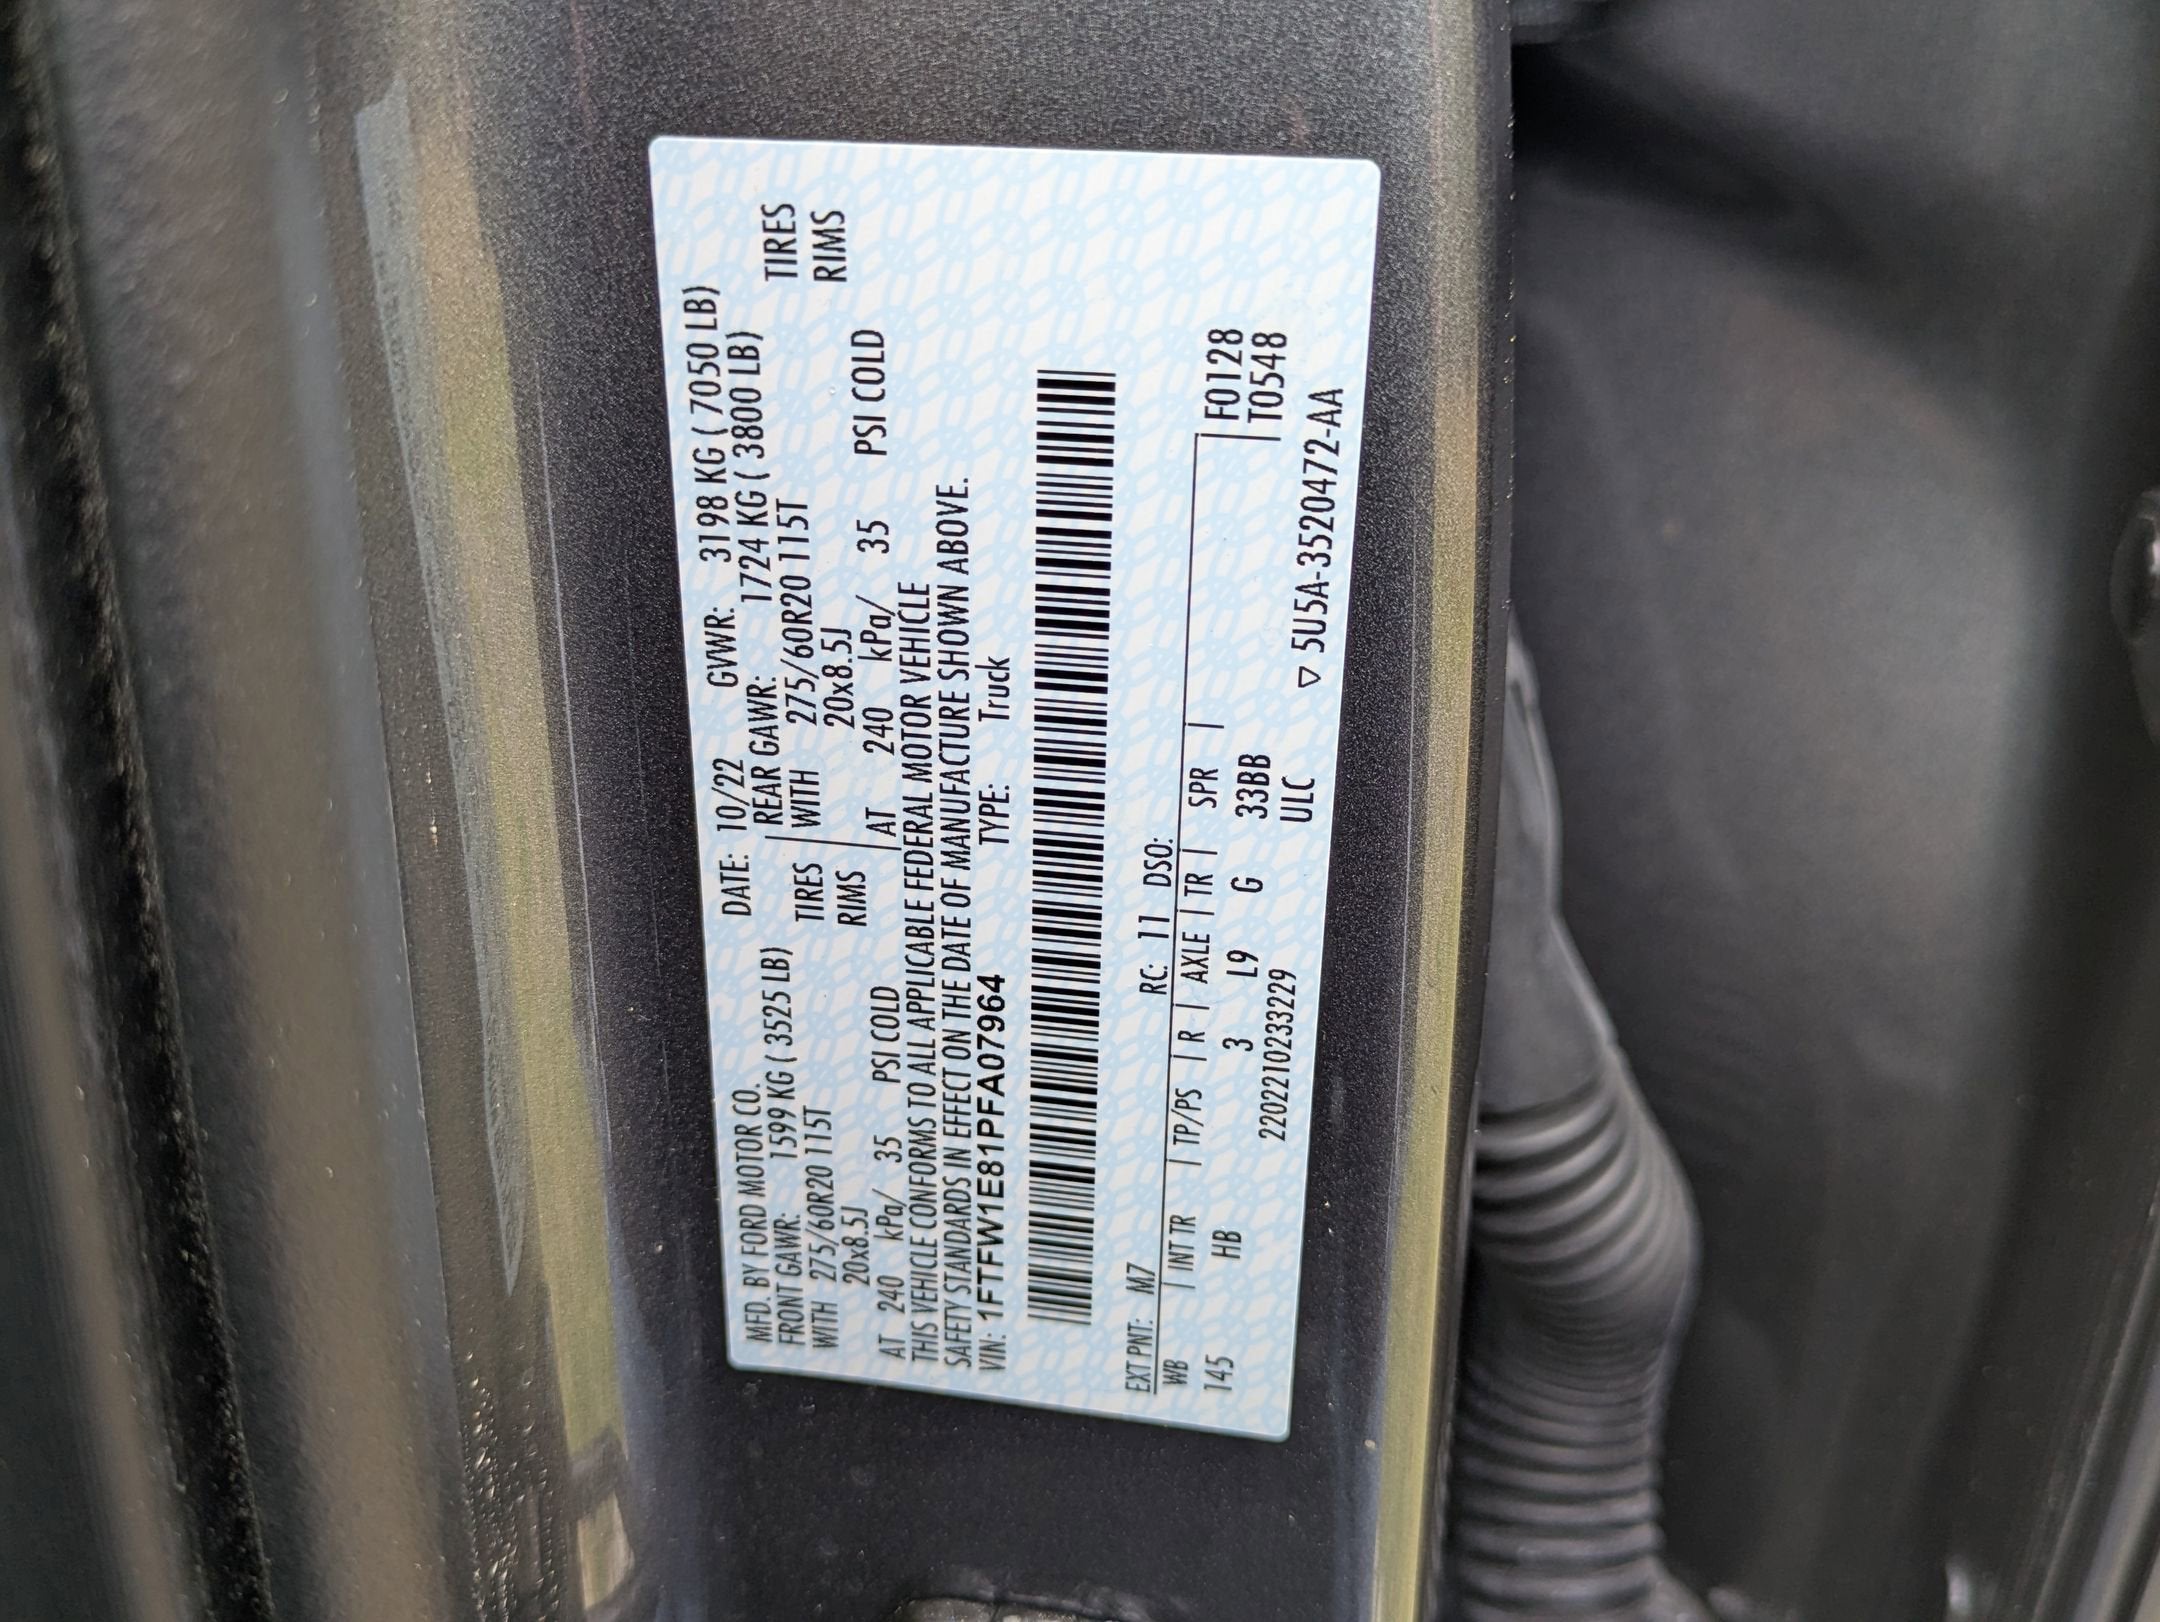 MFD. BY FORD MOTOR CO. DATE: 10/22 GVWR: 3198 KG ( 7050 LB)
FRONT GAWR: 1599 KG ( 3525 LB) REAR GAWR: 1724 KG ( 3800 LB)
WITH 275/60R20 115T TIRES WITH 275/60R20 115T TIRES
20x8.5J RIMS 20x8.5J RIMS
AT 240 kPa/ 35 PSI COLD AT 240 kPa/ 35 PSI COLD
THIS VEHICLE CONFORMS TO ALL APPLICABLE FEDERAL MOTOR VEHICLE
SAFETY STANDARDS IN EFFECT ON THE DATE OF MANUFACTURE SHOWN ABOVE.
VIN: 1FTFW1E81PFA07964 TYPE: Truck
EXT PNT: M7 RC: 11 DSO:
WB | INT TR | TP/PS | R | AXLE | TR | SPR | F0128
145 HB 3 L9 G 33BB T0548
2202210233229 ULC
▽ 5U5A-3520472-AA